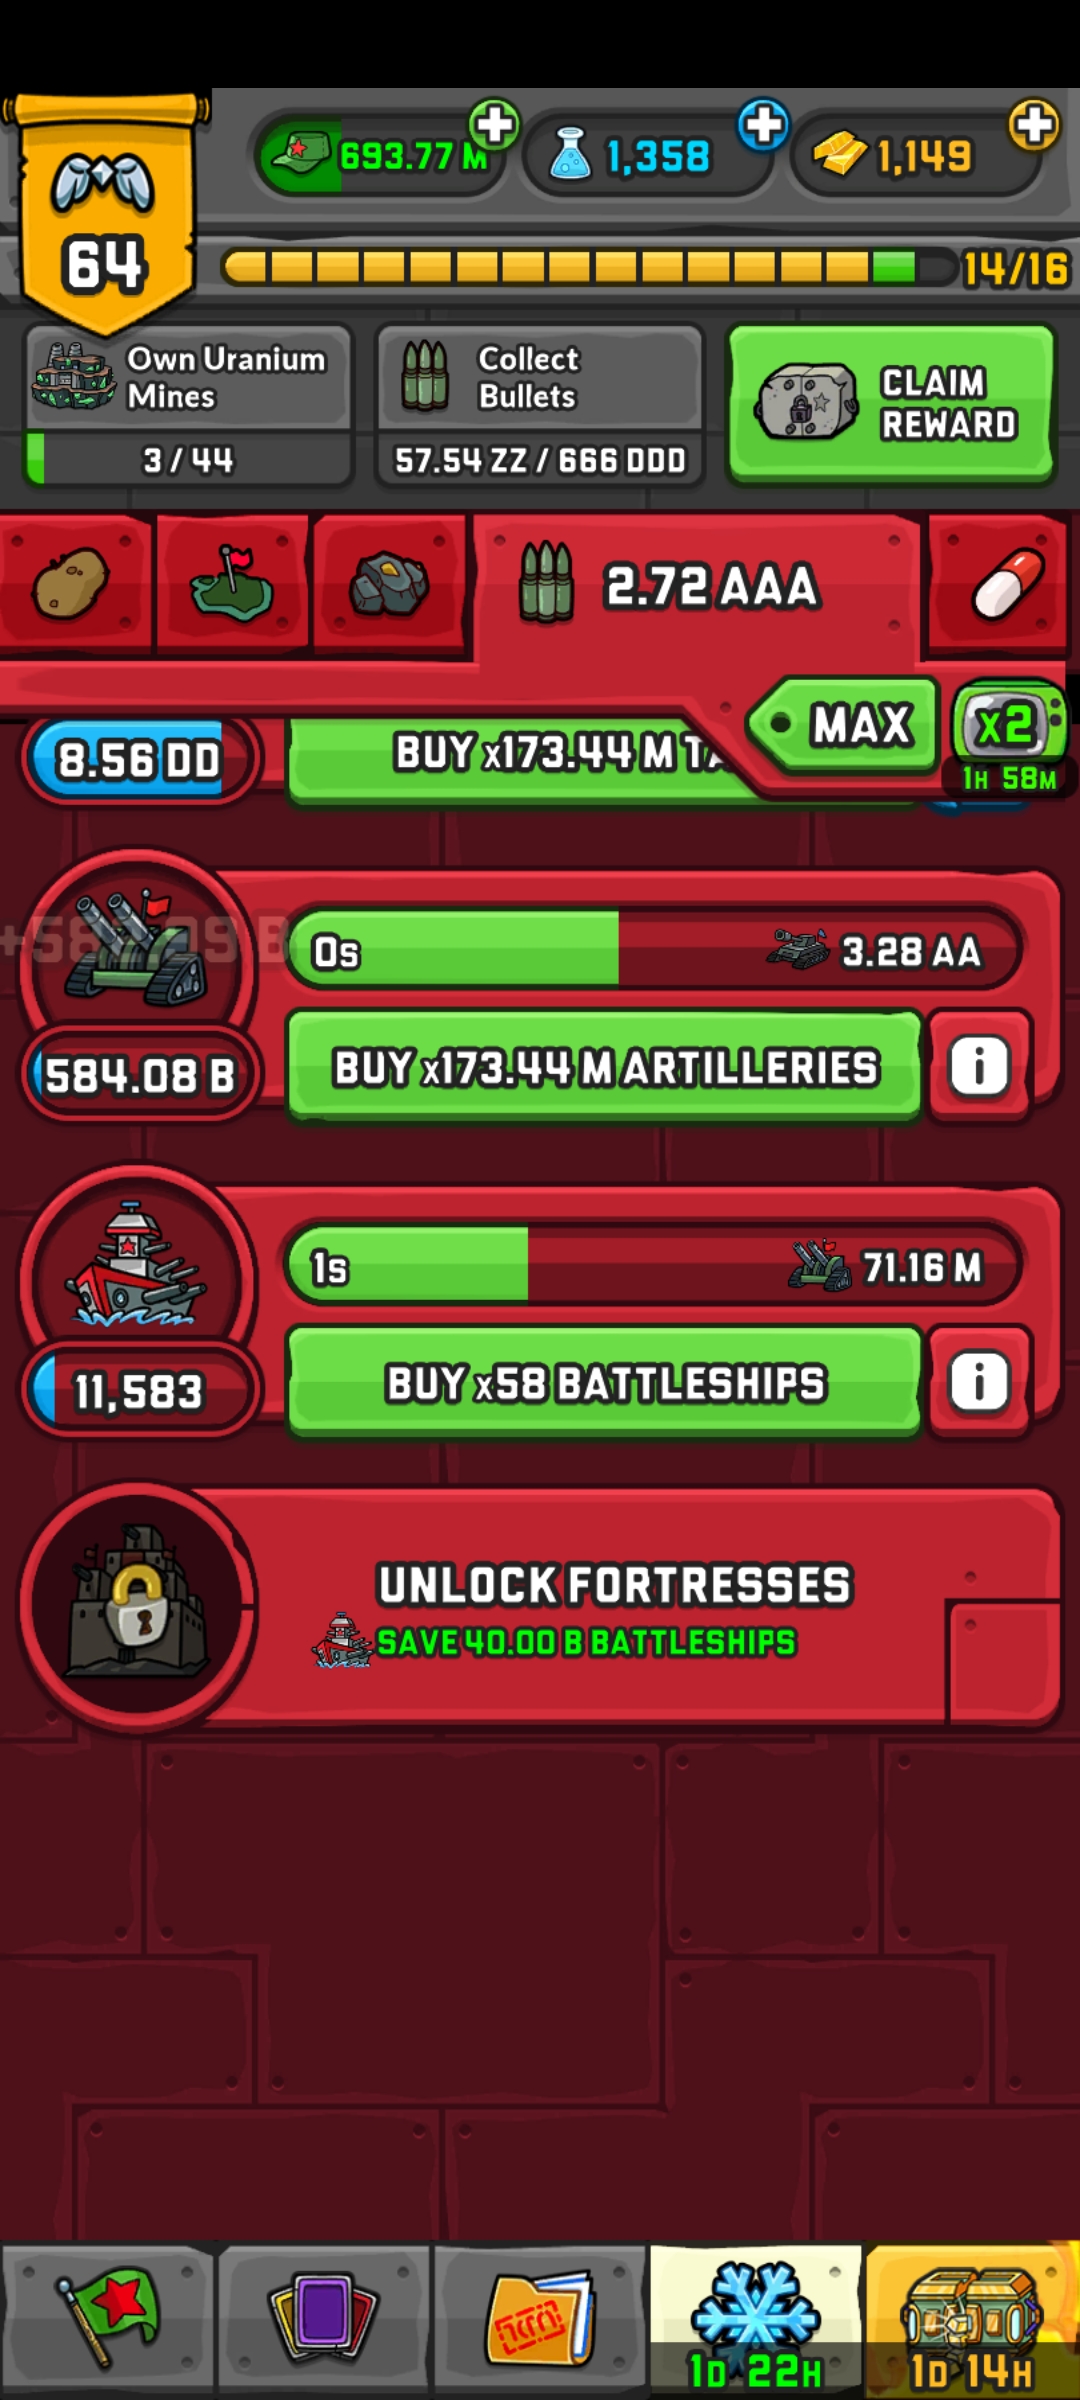 64
693.77 M
1,358
1,149
14/16
Own Uranium
Mines
3 / 44
Collect
Bullets
57.54 ZZ / 666 DDD
CLAIM
REWARD
2.72 AAA
MAX
X2
1H 58M
8.56 DD
BUY x173.44 M
0s
3.28 AA
584.08 B
BUY x173.44 M ARTILLERIES
i
1s
71.16 M
11,583
BUY x58 BATTLESHIPS
i
UNLOCK FORTRESSES
SAVE 40.00 B BATTLESHIPS
1D 22H
1D 14H